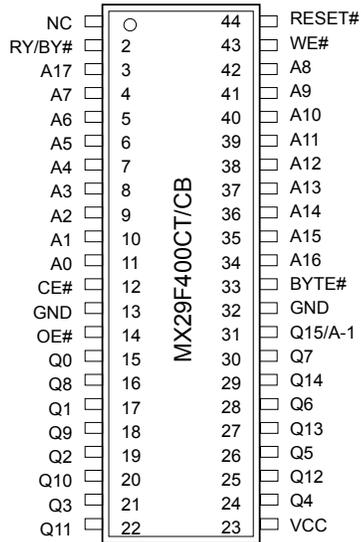 NC 44 RESET#
RY/BY# 2 43 WE#
A17 3 42 A8
A7 4 41 A9
A6 5 40 A10
A5 6 39 A11
A4 7 38 A12
A3 8 37 A13
A2 9 36 A14
A1 10 35 A15
A0 11 34 A16
CE# 12 33 BYTE#
GND 13 32 GND
OE# 14 31 Q15/A-1
Q0 15 30 Q7
Q8 16 29 Q14
Q1 17 28 Q6
Q9 18 27 Q13
Q2 19 26 Q5
Q10 20 25 Q12
Q3 21 24 Q4
Q11 22 23 VCC
MX29F400CT/CB